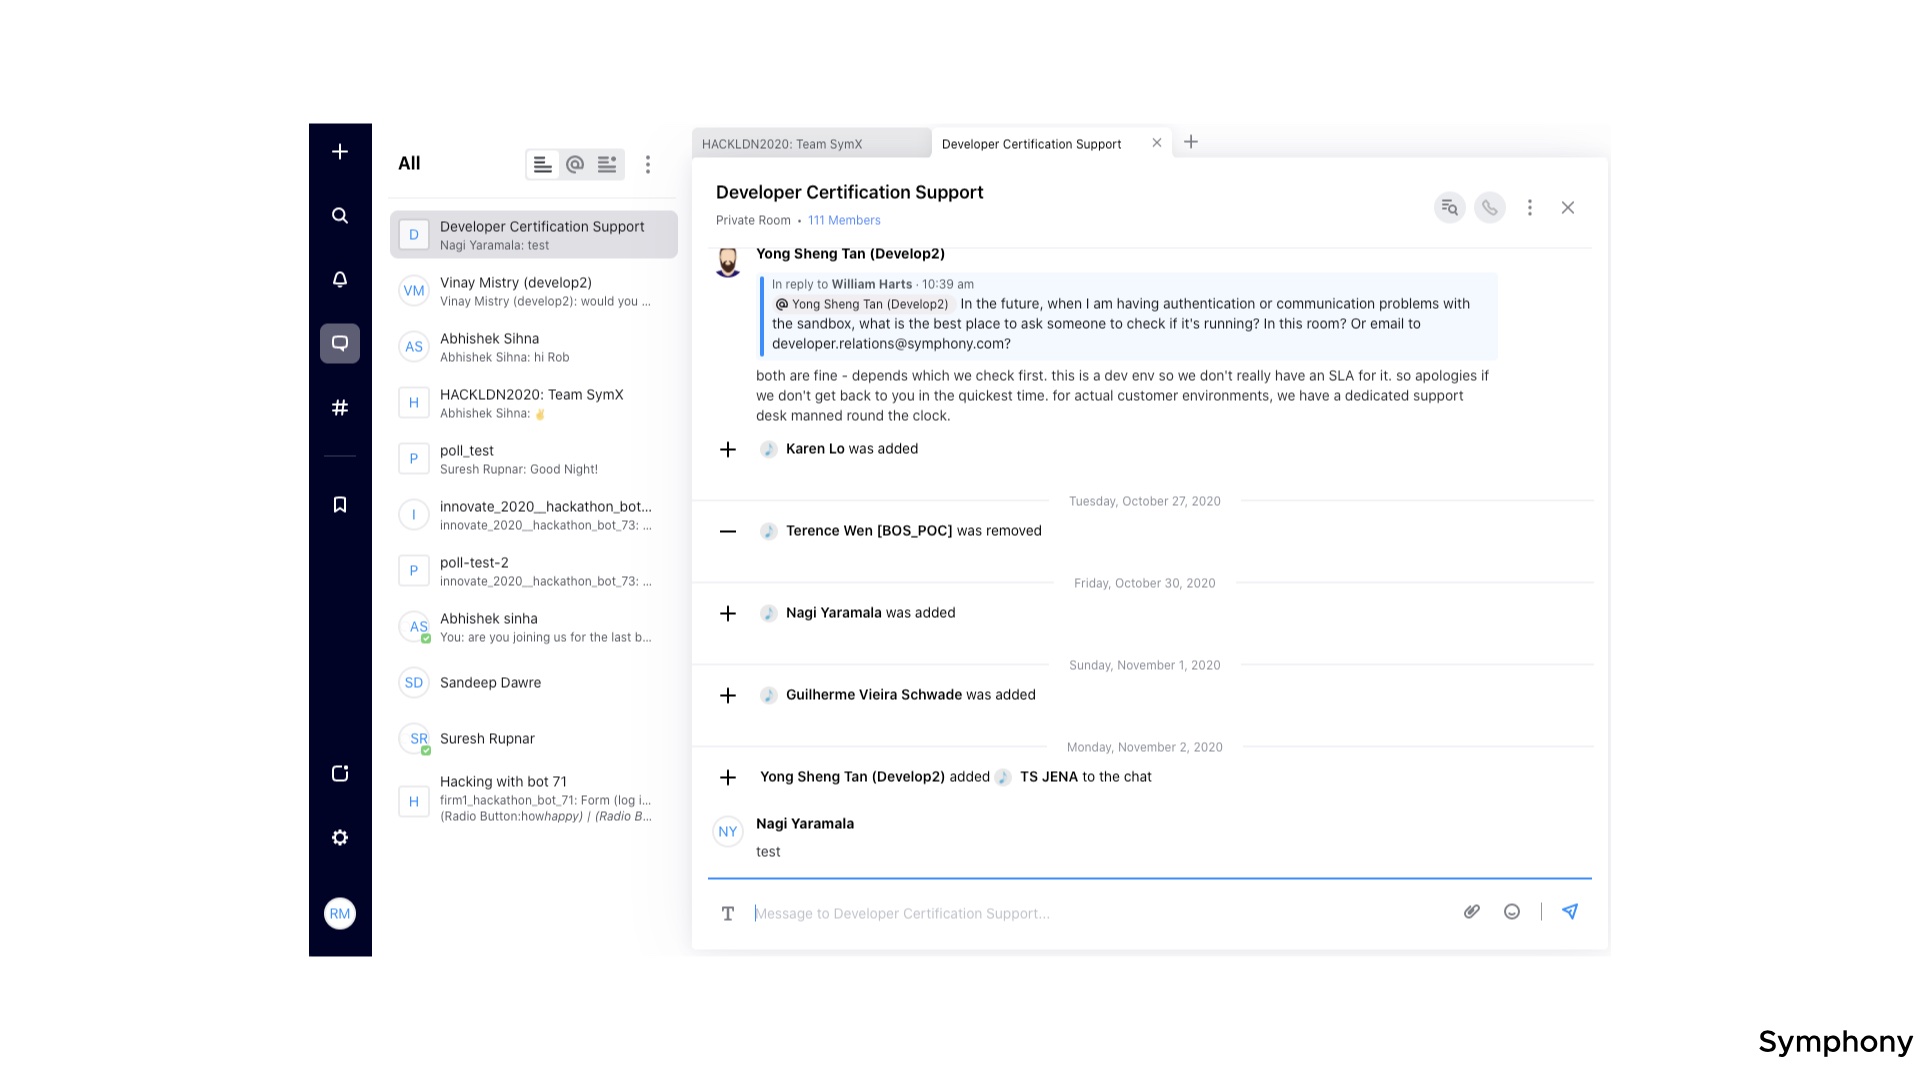 HACKLDN2020: Team SymX
Developer Certification Support
All
D
Developer Certification Support
Nagi Yaramala: test
VM
Vinay Mistry (develop2)
Vinay Mistry (develop2): would you ...
AS
Abhishek Sihna
Abhishek Sihna: hi Rob
H
HACKLDN2020: Team SymX
Abhishek Sihna: ✌
P
poll_test
Suresh Rupnar: Good Night!
I
innovate_2020__hackathon_bot...
innovate_2020__hackathon_bot_73: ...
P
poll-test-2
innovate_2020__hackathon_bot_73: ...
AS
Abhishek sinha
You: are you joining us for the last b...
SD
Sandeep Dawre
SR
Suresh Rupnar
H
Hacking with bot 71
firm1_hackathon_bot_71: Form (log i...
(Radio Button:howhappy) | (Radio B...
RM
Developer Certification Support
Private Room • 111 Members
Yong Sheng Tan (Develop2)
In reply to William Harts · 10:39 am
@ Yong Sheng Tan (Develop2) In the future, when I am having authentication or communication problems with
the sandbox, what is the best place to ask someone to check if it's running? In this room? Or email to
developer.relations@symphony.com?
both are fine - depends which we check first. this is a dev env so we don't really have an SLA for it. so apologies if
we don't get back to you in the quickest time. for actual customer environments, we have a dedicated support
desk manned round the clock.
Karen Lo was added
Tuesday, October 27, 2020
Terence Wen [BOS_POC] was removed
Friday, October 30, 2020
Nagi Yaramala was added
Sunday, November 1, 2020
Guilherme Vieira Schwade was added
Monday, November 2, 2020
Yong Sheng Tan (Develop2) added TS JENA to the chat
NY
Nagi Yaramala
test
T
Message to Developer Certification Support...
Symphony